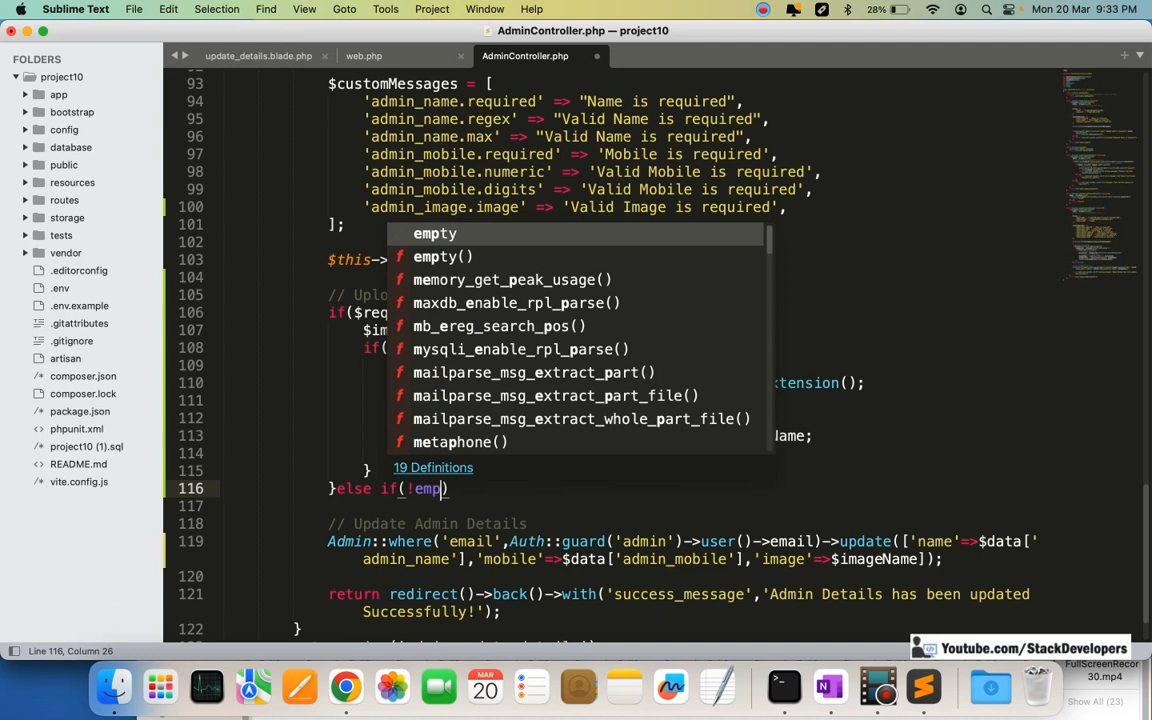 Sublime Text File Edit Selection Find View Goto Tools Project Window Help 28% Mon 20 Mar 9:33 PM
AdminController.php — project10
FOLDERS
project10
app
bootstrap
config
database
public
resources
routes
storage
tests
vendor
.editorconfig
.env
.env.example
.gitattributes
.gitignore
artisan
composer.json
composer.lock
package.json
phpunit.xml
project10 (1).sql
README.md
vite.config.js
update_details.blade.php web.php AdminController.php
93 $customMessages = [
94 'admin_name.required' => "Name is required",
95 'admin_name.regex' => "Valid Name is required",
96 'admin_name.max' => "Valid Name is required",
97 'admin_mobile.required' => 'Mobile is required',
98 'admin_mobile.numeric' => 'Valid Mobile is required',
99 'admin_mobile.digits' => 'Valid Mobile is required',
100 'admin_image.image' => 'Valid Image is required',
101 ];
102
103 $this->
104
105 // Uplo
106 if($req
107 $im
108 if(
109
110 xtension();
111
112
113 Name;
114
115 }
116 }else if(!emp)
117
118 // Update Admin Details
119 Admin::where('email',Auth::guard('admin')->user()->email)->update(['name'=>$data['
admin_name'],'mobile'=>$data['admin_mobile'],'image'=>$imageName]);
120
121 return redirect()->back()->with('success_message','Admin Details has been updated
Successfully!');
122 }
empty
f empty()
f memory_get_peak_usage()
f maxdb_enable_rpl_parse()
f mb_ereg_search_pos()
f mysqli_enable_rpl_parse()
f mailparse_msg_extract_part()
f mailparse_msg_extract_part_file()
f mailparse_msg_extract_whole_part_file()
f metaphone()
19 Definitions
Line 116, Column 26
Youtube.com/StackDevelopers
MAR
20
FullScreenRecor
30.mp4
Show All (23)